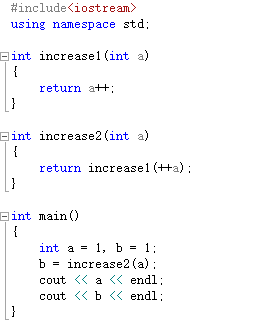 #include<iostream>
using namespace std;
int increase1(int a)
{
return a++;
}
int increase2(int a)
{
return increase1(++a);
}
int main()
{
int a = 1, b = 1;
b = increase2(a);
cout << a << endl;
cout << b << endl;
}